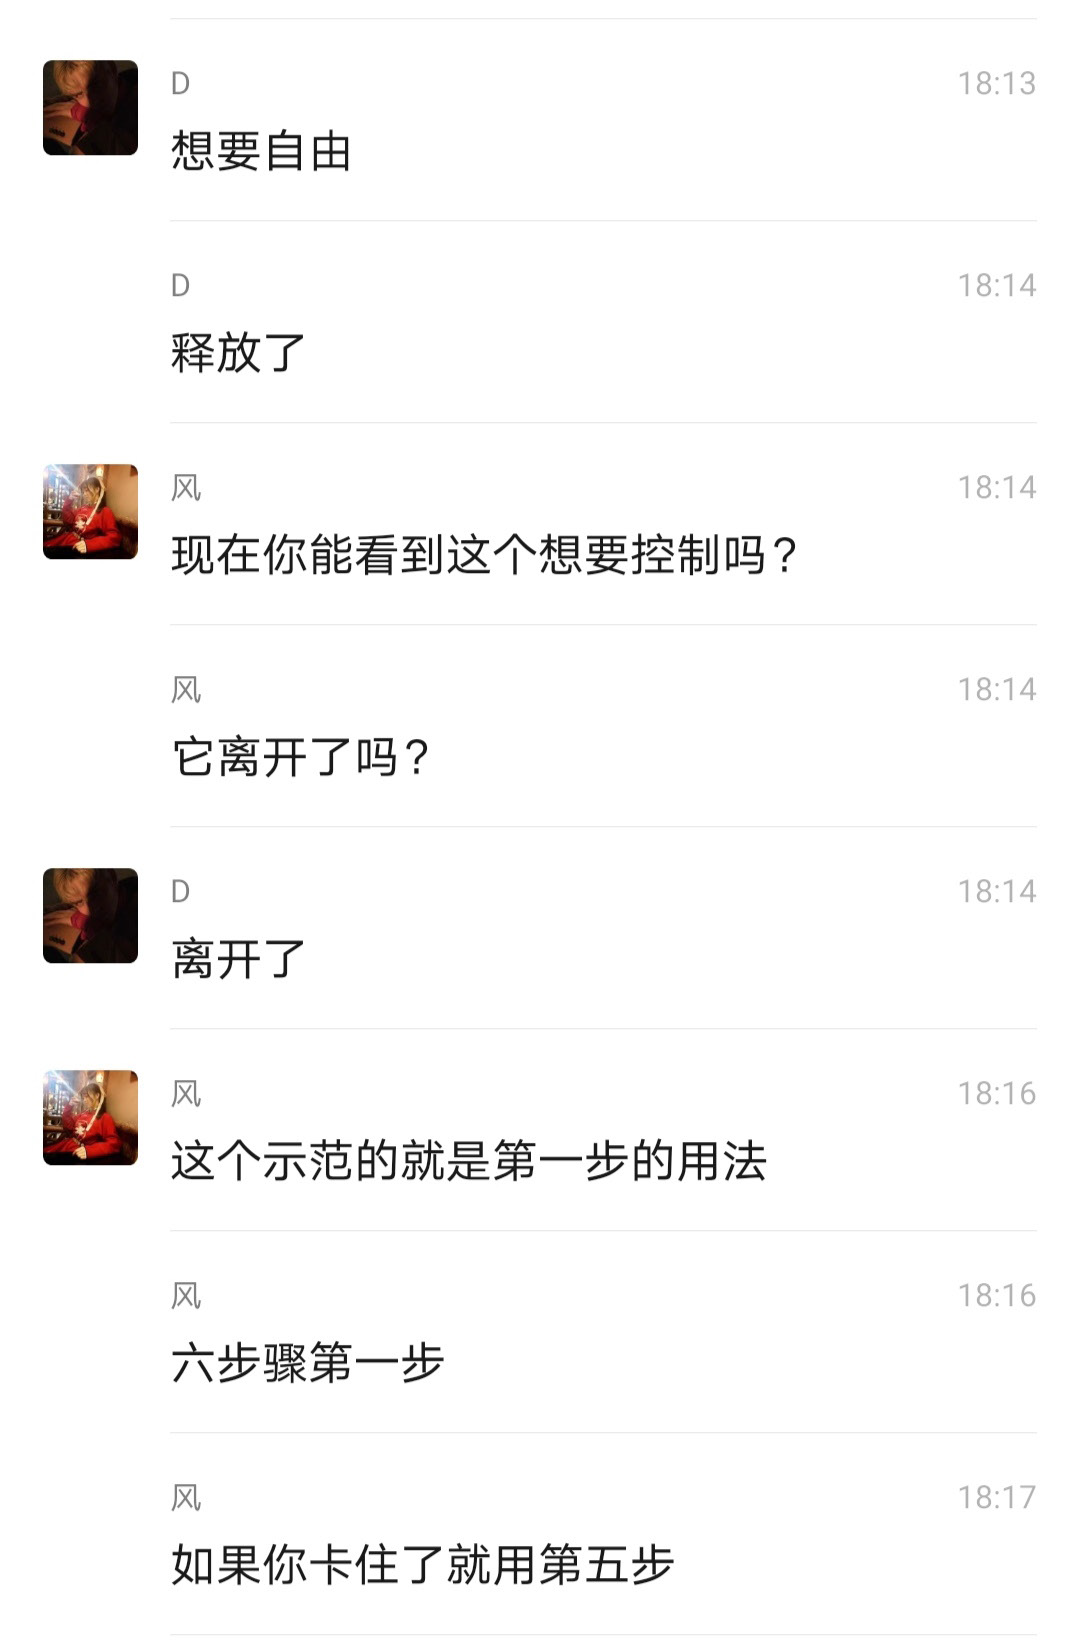 D
18:13
想要自由
D
18:14
释放了
风
18:14
现在你能看到这个想要控制吗？
风
18:14
它离开了吗？
D
18:14
离开了
风
18:16
这个示范的就是第一步的用法
风
18:16
六步骤第一步
风
18:17
如果你卡住了就用第五步